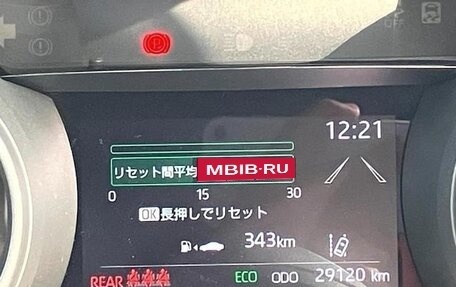 OFF
12:21
リセット間平均 MBIB-RU
0 15 30
OK長押しでリセット
343km
REAR ECO ODO 29120 km